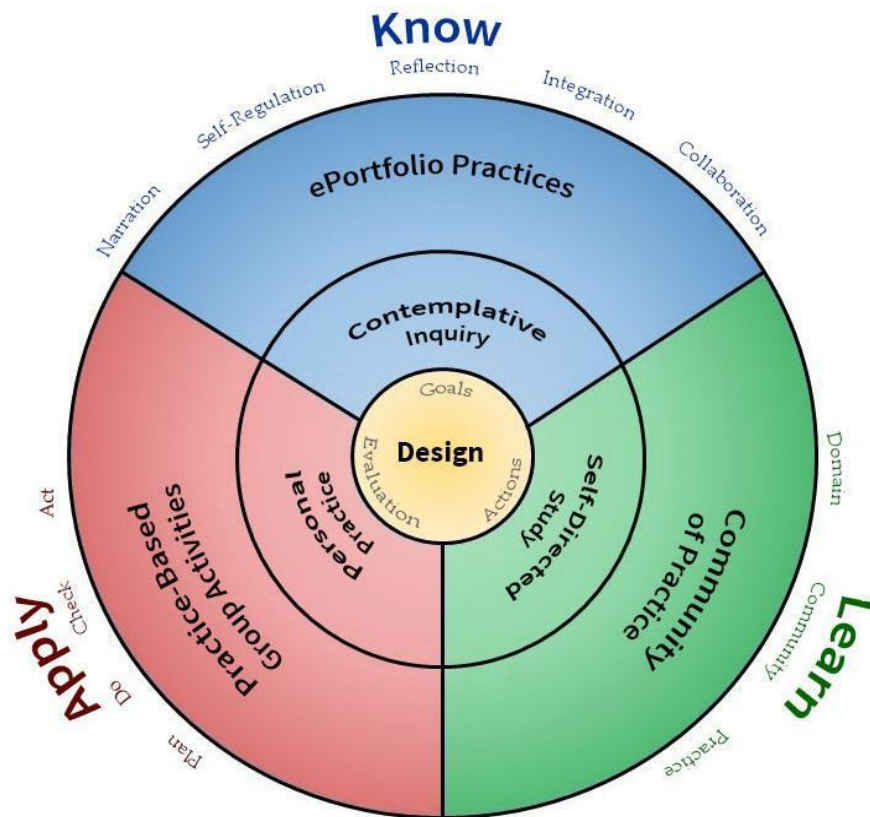 Know
Narration
Self-Regulation
Reflection
Integration
Collaboration
ePortfolio Practices
Contemplative
Inquiry
Goals
Design
Evaluation
Actions
Personal
Practice
Practice-Based
Group Activities
Self-Directed
Study
Community
of Practice
Apply
Act
Check
Do
Plan
Learn
Domain
Community
Practice